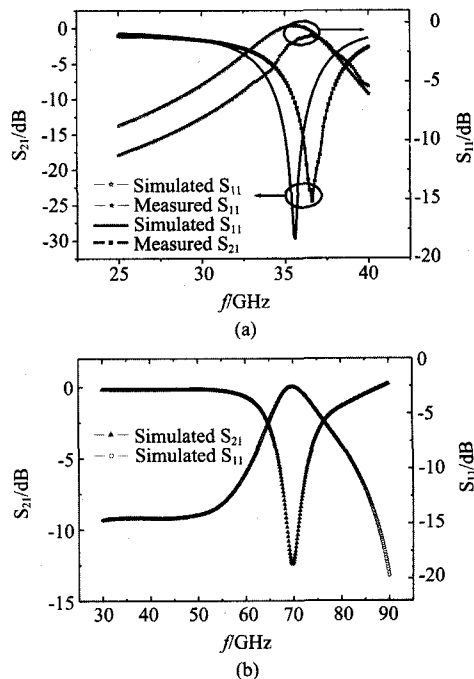 0
-5
-10
-15
-20
-25
-30
S21/dB
0
-5
-10
-15
-20
S11/dB
Simulated S11
Measured S11
Simulated S11
Measured S21
25 30 35 40
f/GHz
(a)
0
-5
-10
-15
S21/dB
0
-5
-10
-15
-20
S11/dB
Simulated S21
Simulated S11
30 40 50 60 70 80 90
f/GHz
(b)